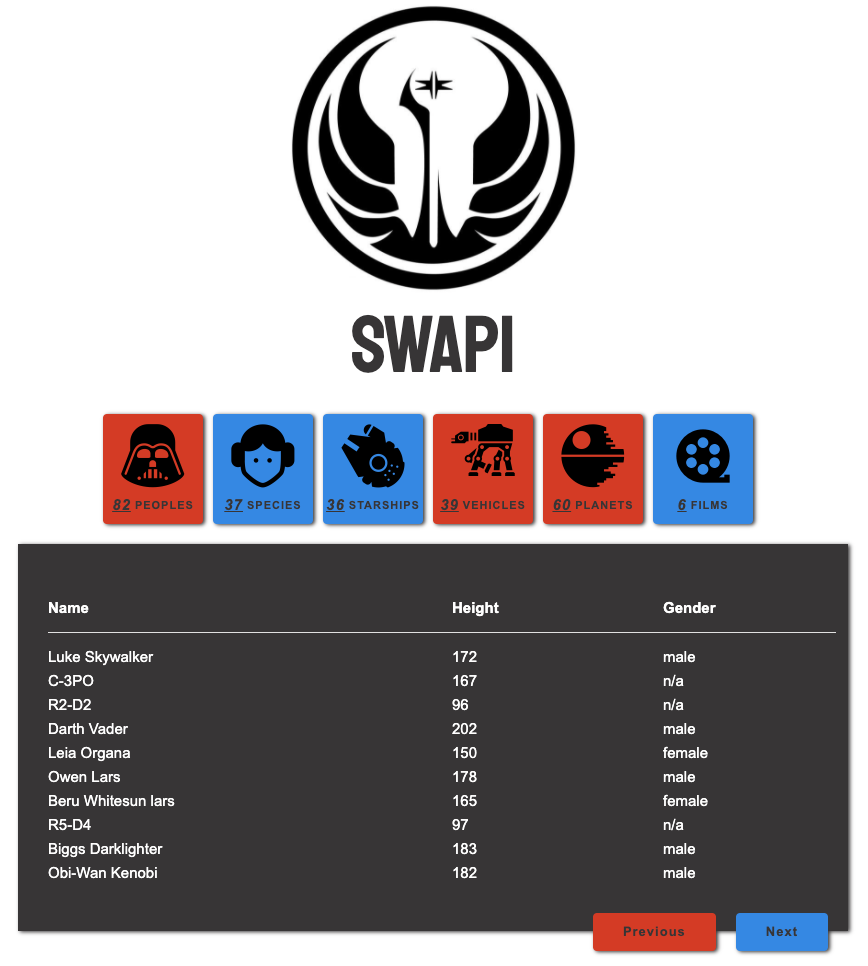 SWAPI
82 PEOPLES 37 SPECIES 36 STARSHIPS 39 VEHICLES 60 PLANETS 6 FILMS
Name Height Gender
Luke Skywalker 172 male
C-3PO 167 n/a
R2-D2 96 n/a
Darth Vader 202 male
Leia Organa 150 female
Owen Lars 178 male
Beru Whitesun lars 165 female
R5-D4 97 n/a
Biggs Darklighter 183 male
Obi-Wan Kenobi 182 male
Previous Next